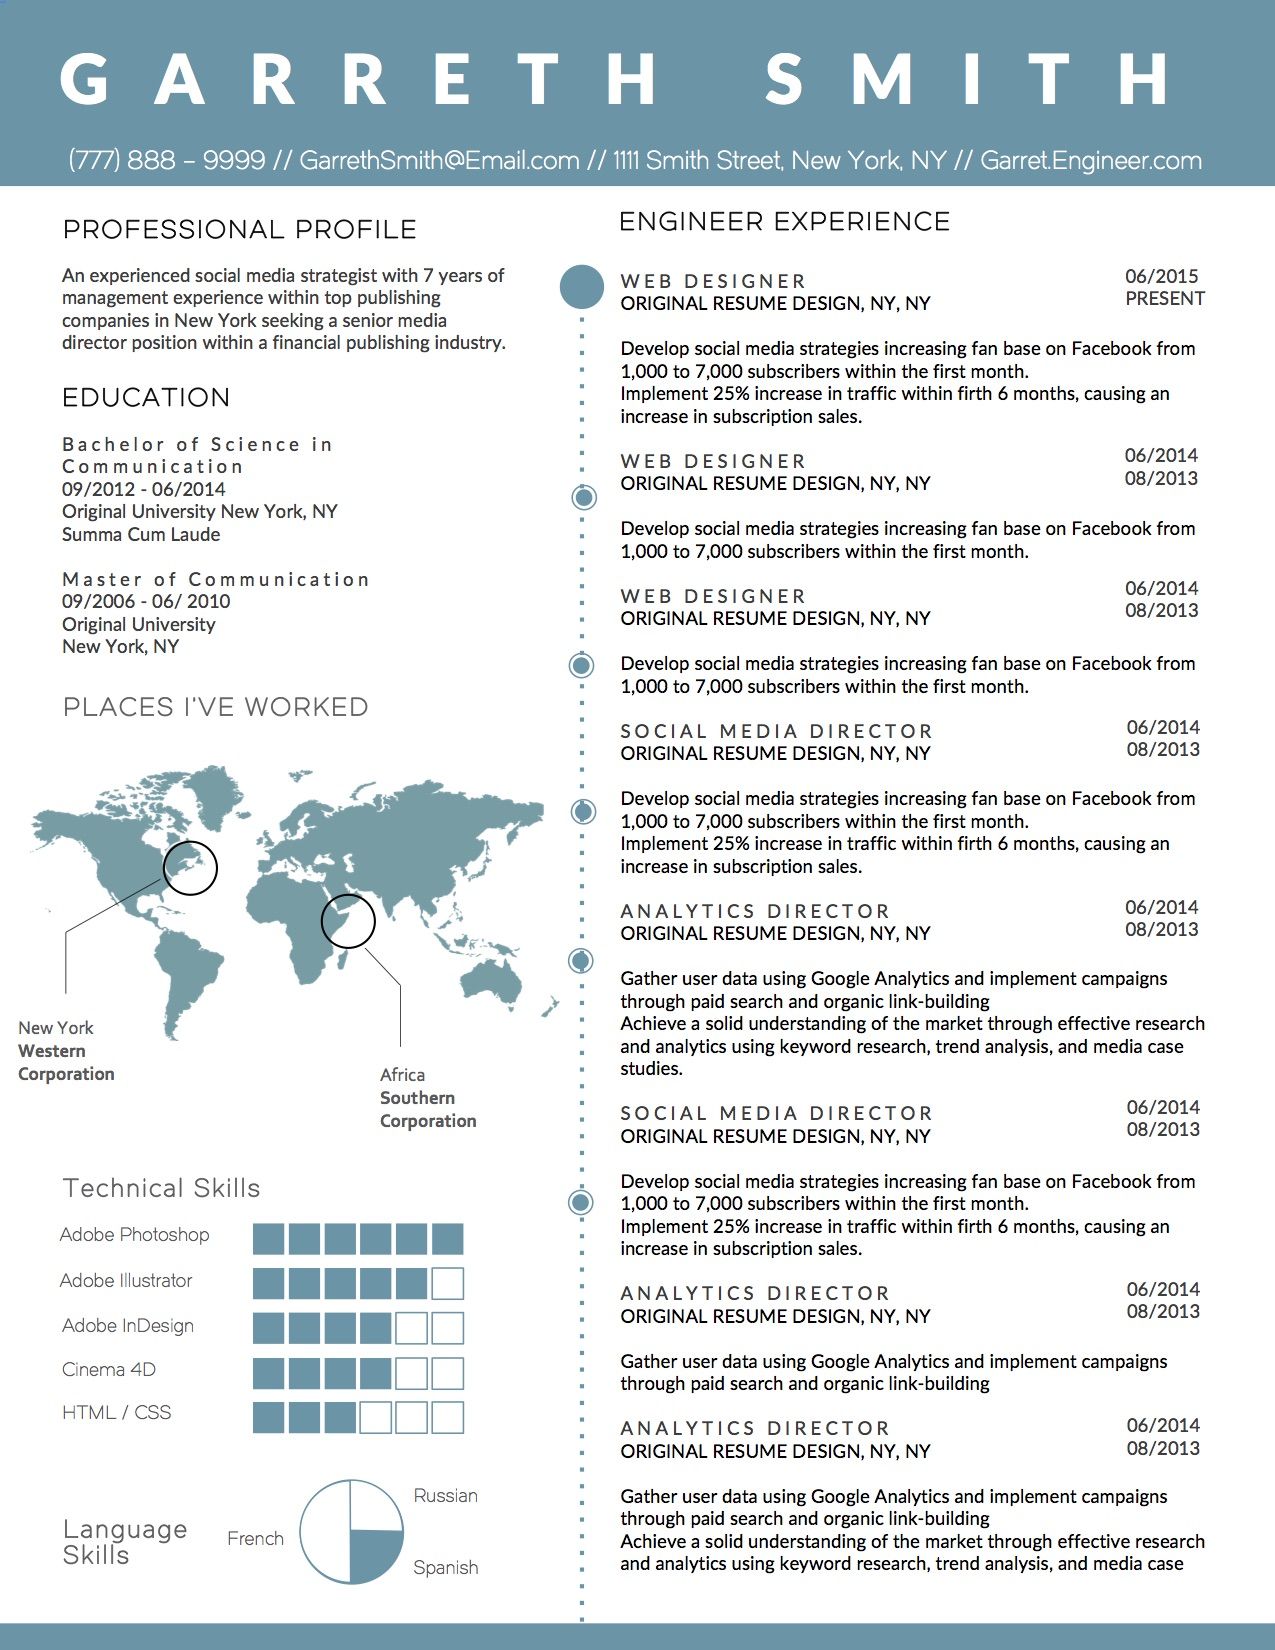 GARRETH SMITH
(777) 888 – 9999 // GarrethSmith@Email.com // 1111 Smith Street, New York, NY // Garret.Engineer.com
PROFESSIONAL PROFILE
An experienced social media strategist with 7 years of
management experience within top publishing
companies in New York seeking a senior media
director position within a financial publishing industry.
EDUCATION
Bachelor of Science in
Communication
09/2012 - 06/2014
Original University New York, NY
Summa Cum Laude
Master of Communication
09/2006 - 06/ 2010
Original University
New York, NY
PLACES I'VE WORKED
New York
Western
Corporation
Africa
Southern
Corporation
Technical Skills
Adobe Photoshop
Adobe Illustrator
Adobe InDesign
Cinema 4D
HTML / CSS
Language
Skills
French
Russian
Spanish
ENGINEER EXPERIENCE
WEB DESIGNER
ORIGINAL RESUME DESIGN, NY, NY
06/2015
PRESENT
Develop social media strategies increasing fan base on Facebook from
1,000 to 7,000 subscribers within the first month.
Implement 25% increase in traffic within firth 6 months, causing an
increase in subscription sales.
WEB DESIGNER
ORIGINAL RESUME DESIGN, NY, NY
06/2014
08/2013
Develop social media strategies increasing fan base on Facebook from
1,000 to 7,000 subscribers within the first month.
WEB DESIGNER
ORIGINAL RESUME DESIGN, NY, NY
06/2014
08/2013
Develop social media strategies increasing fan base on Facebook from
1,000 to 7,000 subscribers within the first month.
SOCIAL MEDIA DIRECTOR
ORIGINAL RESUME DESIGN, NY, NY
06/2014
08/2013
Develop social media strategies increasing fan base on Facebook from
1,000 to 7,000 subscribers within the first month.
Implement 25% increase in traffic within firth 6 months, causing an
increase in subscription sales.
ANALYTICS DIRECTOR
ORIGINAL RESUME DESIGN, NY, NY
06/2014
08/2013
Gather user data using Google Analytics and implement campaigns
through paid search and organic link-building
Achieve a solid understanding of the market through effective research
and analytics using keyword research, trend analysis, and media case
studies.
SOCIAL MEDIA DIRECTOR
ORIGINAL RESUME DESIGN, NY, NY
06/2014
08/2013
Develop social media strategies increasing fan base on Facebook from
1,000 to 7,000 subscribers within the first month.
Implement 25% increase in traffic within firth 6 months, causing an
increase in subscription sales.
ANALYTICS DIRECTOR
ORIGINAL RESUME DESIGN, NY, NY
06/2014
08/2013
Gather user data using Google Analytics and implement campaigns
through paid search and organic link-building
ANALYTICS DIRECTOR
ORIGINAL RESUME DESIGN, NY, NY
06/2014
08/2013
Gather user data using Google Analytics and implement campaigns
through paid search and organic link-building
Achieve a solid understanding of the market through effective research
and analytics using keyword research, trend analysis, and media case